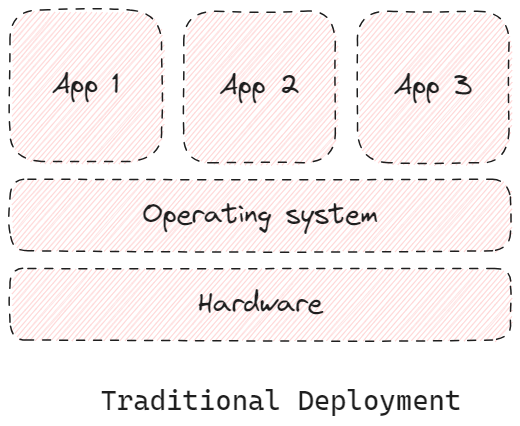 App 1 App 2 App 3
Operating system
Hardware
Traditional Deployment